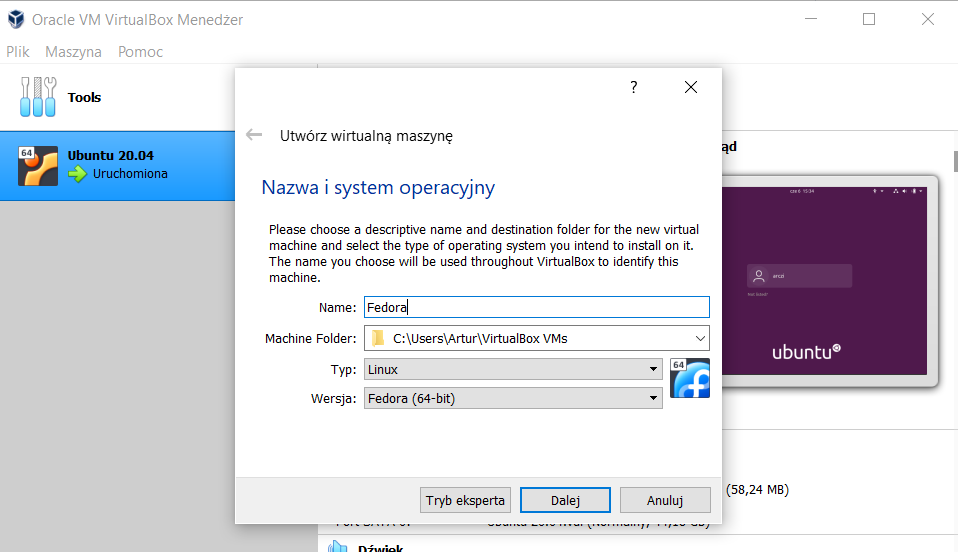 Oracle VM VirtualBox Menedżer
Plik Maszyna Pomoc
Tools
64
Ubuntu 20.04
Uruchomiona
?
Utwórz wirtualną maszynę
Nazwa i system operacyjny
Please choose a descriptive name and destination folder for the new virtual
machine and select the type of operating system you intend to install on it.
The name you choose will be used throughout VirtualBox to identify this
machine.
Name: Fedora
Machine Folder: C:\Users\Artur\VirtualBox VMs
Typ: Linux
64
Wersja: Fedora (64-bit)
Tryb eksperta Dalej Anuluj
ąd
ubuntu
(58,24 MB)
Dźwięk